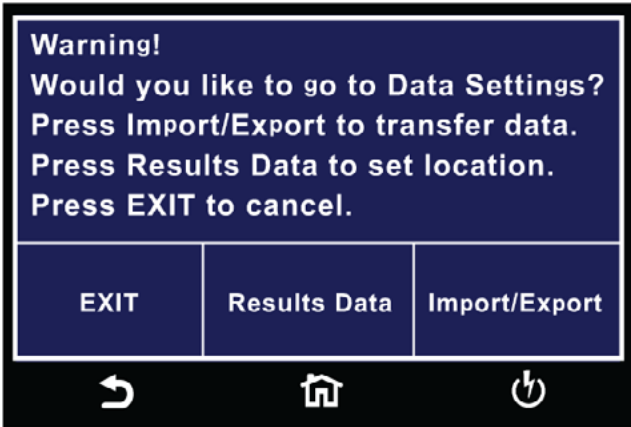 Warning!
Would you like to go to Data Settings?
Press Import/Export to transfer data.
Press Results Data to set location.
Press EXIT to cancel.
EXIT
Results Data
Import/Export